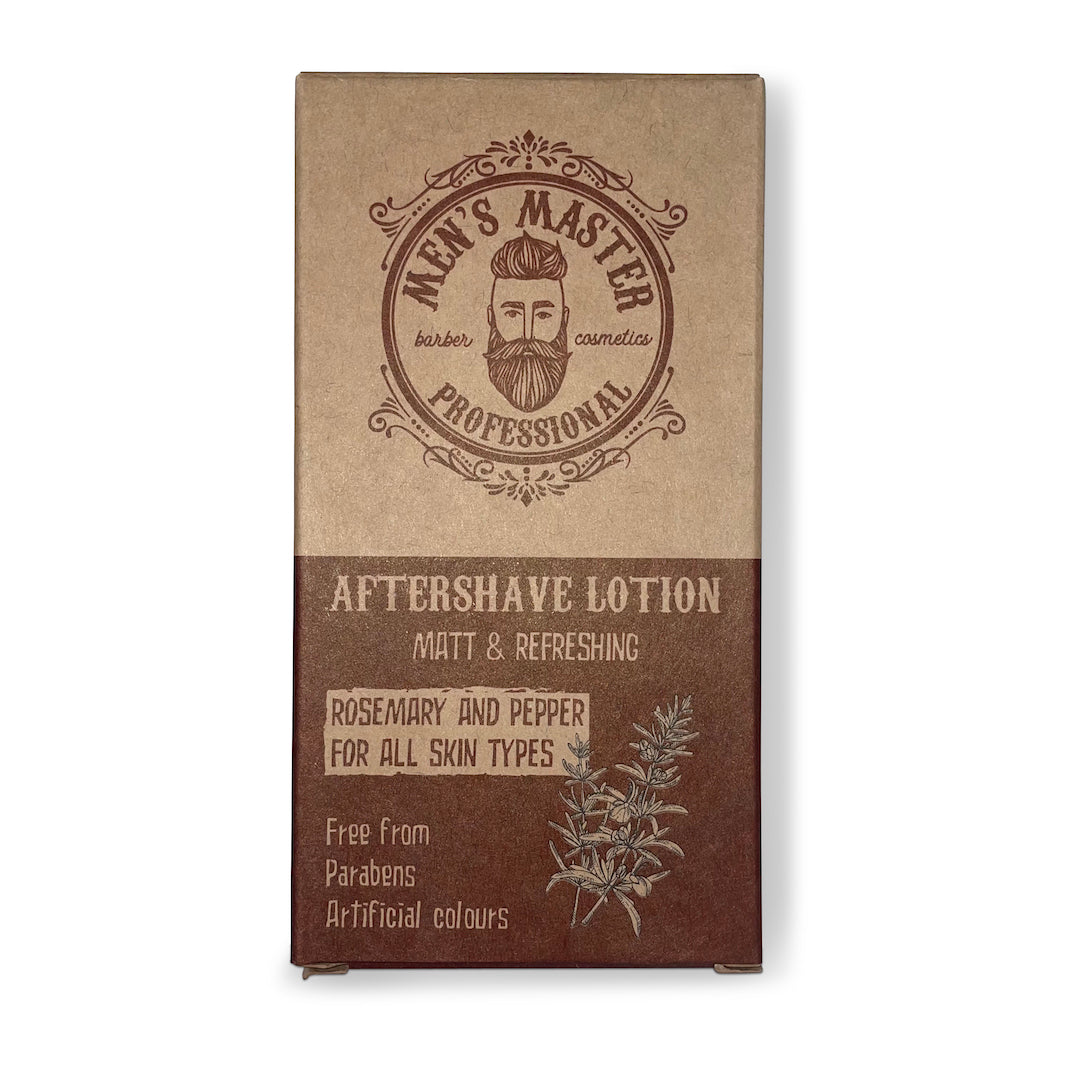 MEN'S MASTER
barber cosmetics
PROFESSIONAL
AFTERSHAVE LOTION
MATT & REFRESHING
ROSEMARY AND PEPPER
FOR ALL SKIN TYPES
Free from
Parabens
Artificial colours